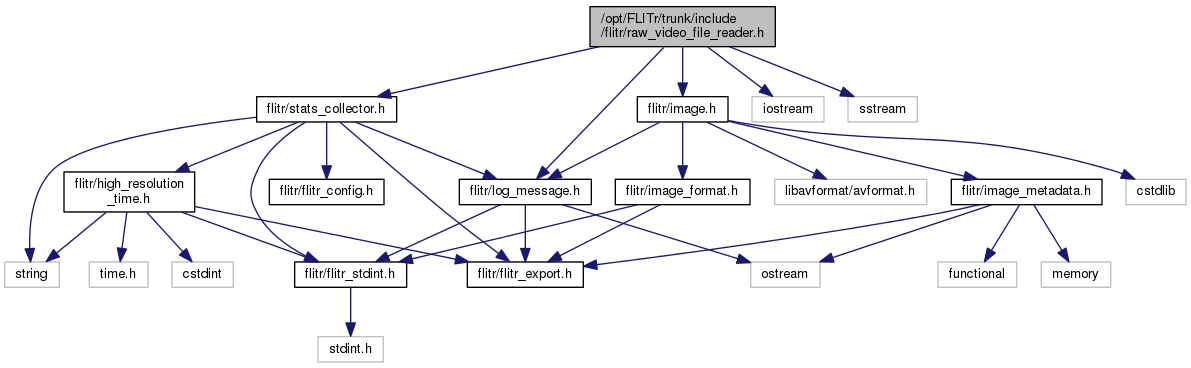 /opt/FLITr/trunk/include
/flitr/raw_video_file_reader.h
flitr/stats_collector.h
flitr/image.h
iostream
sstream
flitr/high_resolution
_time.h
flitr/flitr_config.h
flitr/log_message.h
flitr/image_format.h
libavformat/avformat.h
flitr/image_metadata.h
cstdlib
string
time.h
cstdint
flitr/flitr_stdint.h
flitr/flitr_export.h
ostream
functional
memory
stdint.h